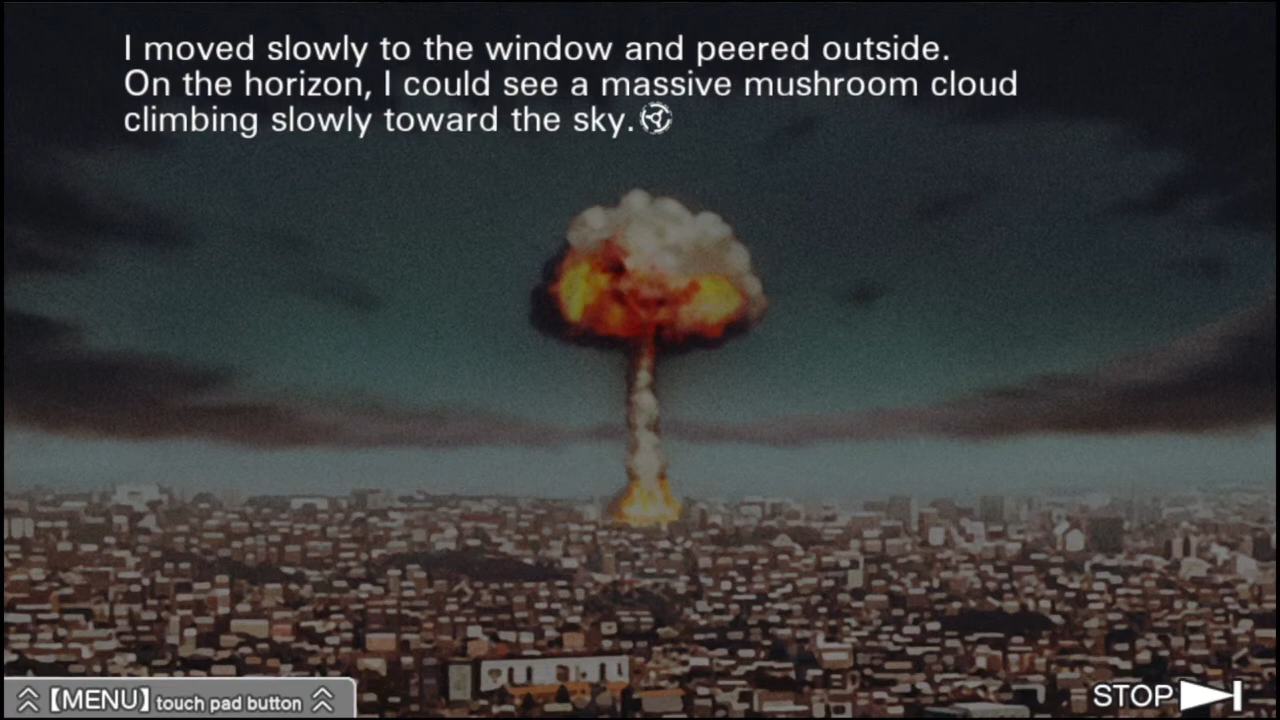 I moved slowly to the window and peered outside.
On the horizon, I could see a massive mushroom cloud
climbing slowly toward the sky.
【MENU】 touch pad button
STOP